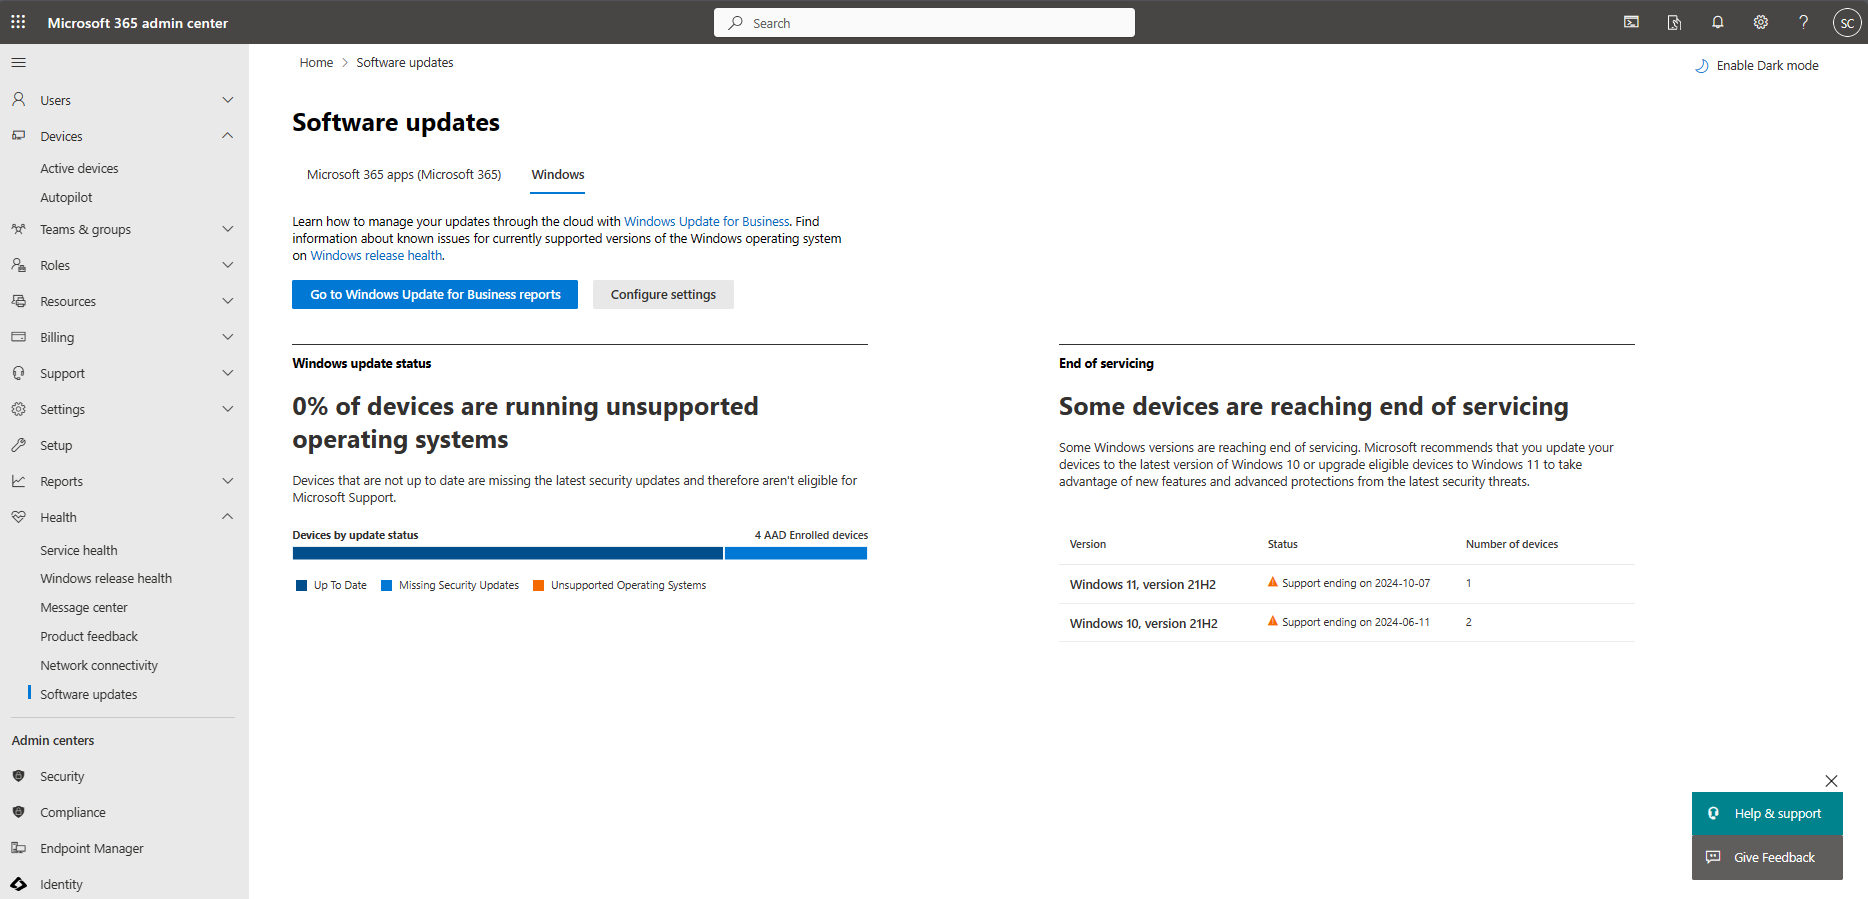 Microsoft 365 admin center
Search
SC
Home > Software updates
Enable Dark mode
Users
Devices
Active devices
Autopilot
Teams & groups
Roles
Resources
Billing
Support
Settings
Setup
Reports
Health
Service health
Windows release health
Message center
Product feedback
Network connectivity
Software updates
Admin centers
Security
Compliance
Endpoint Manager
Identity
Software updates
Microsoft 365 apps (Microsoft 365) Windows
Learn how to manage your updates through the cloud with Windows Update for Business. Find
information about known issues for currently supported versions of the Windows operating system
on Windows release health.
Go to Windows Update for Business reports Configure settings
Windows update status
0% of devices are running unsupported
operating systems
Devices that are not up to date are missing the latest security updates and therefore aren't eligible for
Microsoft Support.
Devices by update status 4 AAD Enrolled devices
Up To Date Missing Security Updates Unsupported Operating Systems
End of servicing
Some devices are reaching end of servicing
Some Windows versions are reaching end of servicing. Microsoft recommends that you update your
devices to the latest version of Windows 10 or upgrade eligible devices to Windows 11 to take
advantage of new features and advanced protections from the latest security threats.
Version Status Number of devices
Windows 11, version 21H2 Support ending on 2024-10-07 1
Windows 10, version 21H2 Support ending on 2024-06-11 2
Help & support
Give Feedback